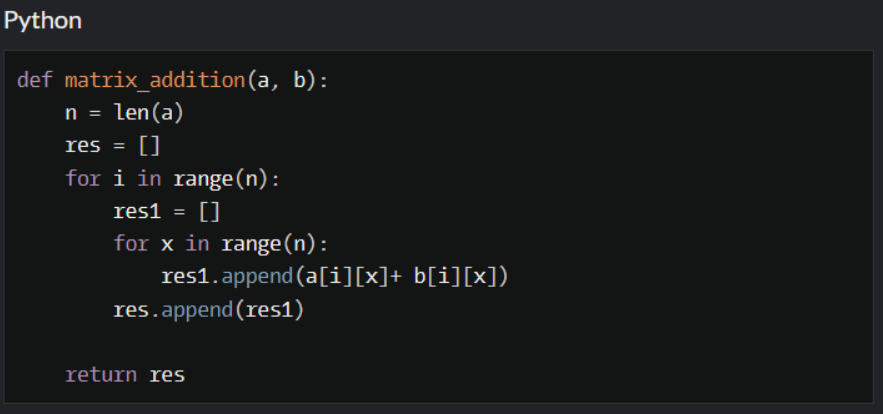 Python
def matrix_addition(a, b):
    n = len(a)
    res = []
    for i in range(n):
        res1 = []
        for x in range(n):
            res1.append(a[i][x]+ b[i][x])
        res.append(res1)

    return res